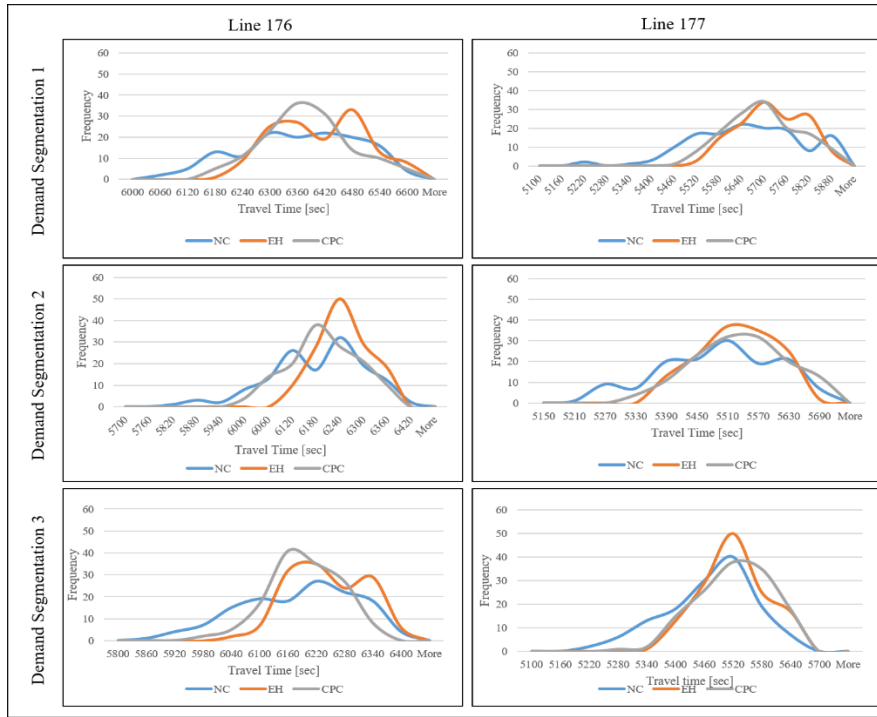 Line 176
Line 177
Demand Segmentation 1
Frequency
60
50
40
30
20
10
0
6000 6060 6120 6180 6240 6300 6360 6420 6480 6540 6600 More
Travel Time [sec]
NC EH CPC
Frequency
60
50
40
30
20
10
0
5100 5160 5220 5280 5340 5400 5460 5520 5580 5640 5700 5760 5820 5880 More
Travel Time [sec]
NC EH CPC
Demand Segmentation 2
Frequency
60
50
40
30
20
10
0
5700 5760 5820 5880 5940 6000 6060 6120 6180 6240 6300 6360 6420 More
Travel Time [sec]
NC EH CPC
Frequency
60
50
40
30
20
10
0
5150 5210 5270 5330 5390 5450 5510 5570 5630 5690 More
Travel Time [sec]
NC EH CPC
Demand Segmentation 3
Frequency
60
50
40
30
20
10
0
5800 5860 5920 5980 6040 6100 6160 6220 6280 6340 6400 More
Travel Time [sec]
NC EH CPC
Frequency
60
50
40
30
20
10
0
5100 5160 5220 5280 5340 5400 5460 5520 5580 5640 5700 More
Travel time [sec]
NC EH CPC